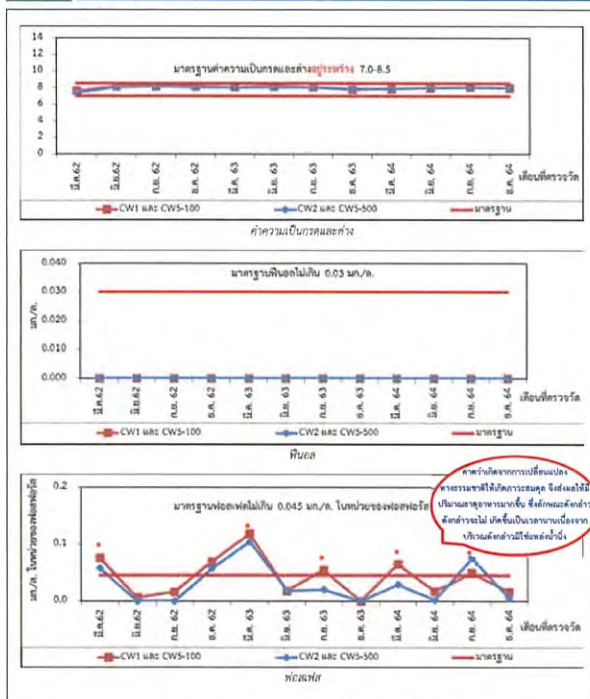 14
12
10
8
6
4
2
0
มาตรฐานค่าความเป็นกรดและด่างอยู่ระหว่าง 7.0-8.5
มี.ค.62
มิ.ย.62
ก.ย. 62
ธ.ค. 62
มี.ค. 63
มิ.ย. 63
ก.ย. 63
ธ.ค. 63
มี.ค. 64
มิ.ย. 64
ก.ย. 64
ธ.ค. 64
เดือนที่ตรวจวัด
CW1 และ CW5-100 CW2 และ CW5-500 มาตรฐาน
ค่าความเป็นกรดและด่าง
มก./ล.
0.040
0.030
0.020
0.010
0.000
มาตรฐานฟีนอลไม่เกิน 0.03 มก./ล.
มี.ค.62
มิ.ย.62
ก.ย. 62
ธ.ค. 62
มี.ค. 63
มิ.ย. 63
ก.ย. 63
ธ.ค. 63
มี.ค. 64
มิ.ย. 64
ก.ย. 64
ธ.ค. 64
เดือนที่ตรวจวัด
CW1 และ CW5-100 CW2 และ CW5-500 มาตรฐาน
ฟีนอล
มก./ล. ในหน่วยของฟอสฟอรัส
0.2
0.1
0.0
มาตรฐานฟอสเฟตไม่เกิน 0.045 มก./ล. ในหน่วยของฟอสฟอรัส
คาดว่าเกิดจากการเปลี่ยนแปลง
ทางธรรมชาติให้เกิดภาวะสมดุล จึงส่งผลให้มี
ปริมาณธาตุอาหารมากขึ้น ซึ่งลักษณะดังกล่าว
ดังกล่าวจะไม่ เกิดขึ้นเป็นเวลานานเนื่องจาก
บริเวณดังกล่าวมิใช่แหล่งน้ำนิ่ง
* * * * *
มี.ค.62
มิ.ย.62
ก.ย. 62
ธ.ค. 62
มี.ค. 63
มิ.ย. 63
ก.ย. 63
ธ.ค. 63
มี.ค. 64
มิ.ย. 64
ก.ย. 64
ธ.ค. 64
เดือนที่ตรวจวัด
CW1 และ CW5-100 CW2 และ CW5-500 มาตรฐาน
ฟอสเฟต